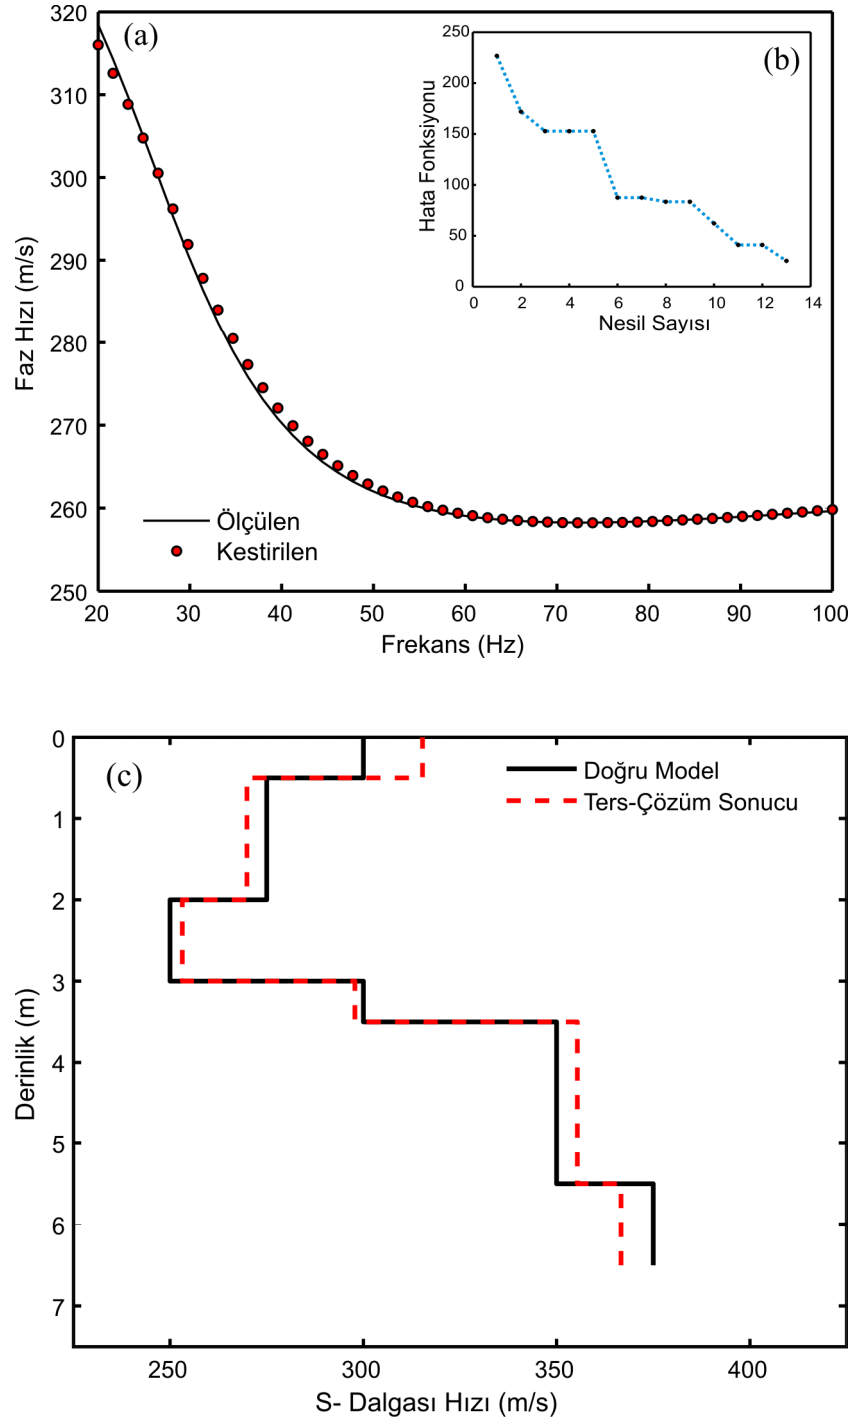 (a)
320
310
300
290
280
270
260
250
Faz Hızı (m/s)
20 30 40 50 60 70 80 90 100
Frekans (Hz)
Ölçülen
Kestirilen
(b)
250
200
150
100
50
0
Hata Fonksiyonu
0 2 4 6 8 10 12 14
Nesil Sayısı
(c)
0
1
2
3
4
5
6
7
Derinlik (m)
Doğru Model
Ters-Çözüm Sonucu
250 300 350 400
S- Dalgası Hızı (m/s)